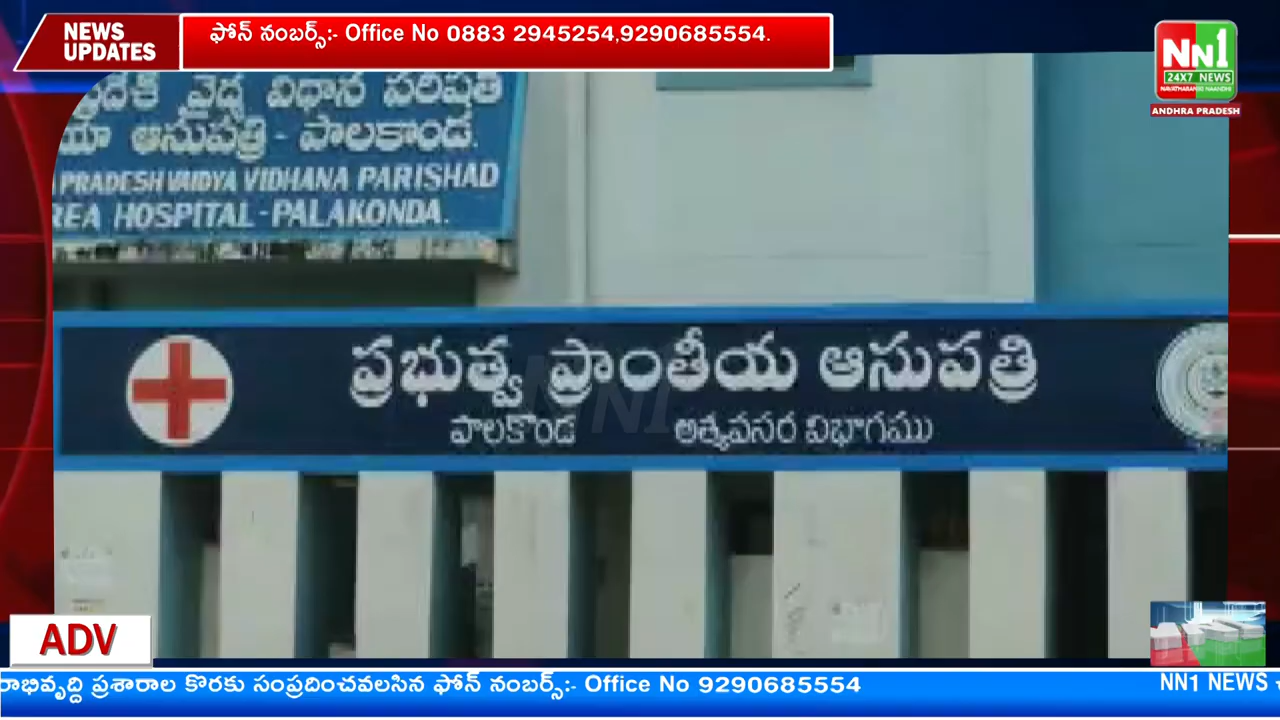 NEWS
UPDATES
ఫోన్ నంబర్స్:- Office No 0883 2945254,9290685554.
NN1
24X7 NEWS
ANDHRA PRADESH
వైద్య విధాన పరిషత్
ఆసుపత్రి - పాలకొండ.
PRADESH VAIDYA VIDHANA PARISHAD
REA HOSPITAL - PALAKONDA.
ప్రభుత్వ ప్రాంతీయ ఆసుపత్రి
పాలకొండ అత్యవసర విభాగము
NN1
ADV
రాభివృద్ది ప్రశారాల కొరకు సంప్రదించవలసిన ఫోన్ నంబర్స్:- Office No 9290685554
NN1 NEWS